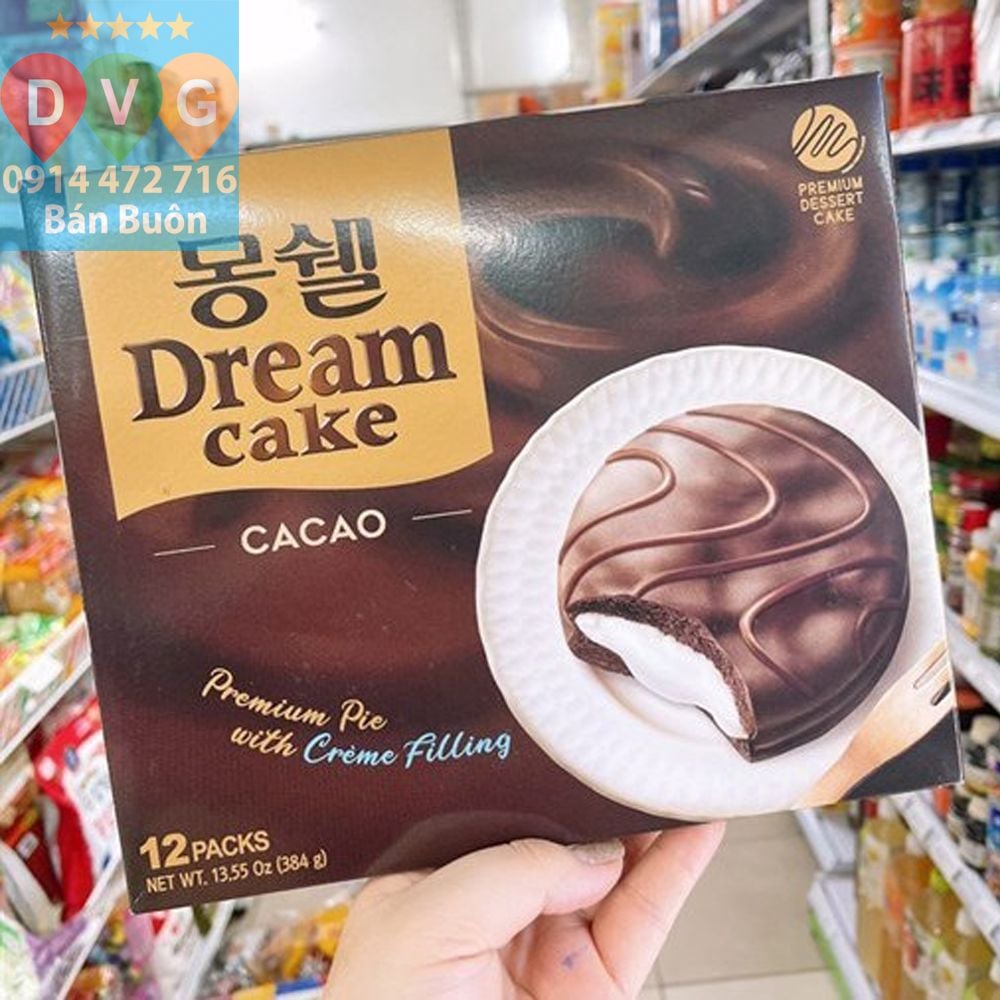 D V G
0914 472 716
Bán Buôn
PREMIUM
DESSERT
CAKE
몽쉘
Dream
cake
CACAO
Premium Pie
with Crème Filling
12 PACKS
NET WT. 13.55 Oz (384 g)